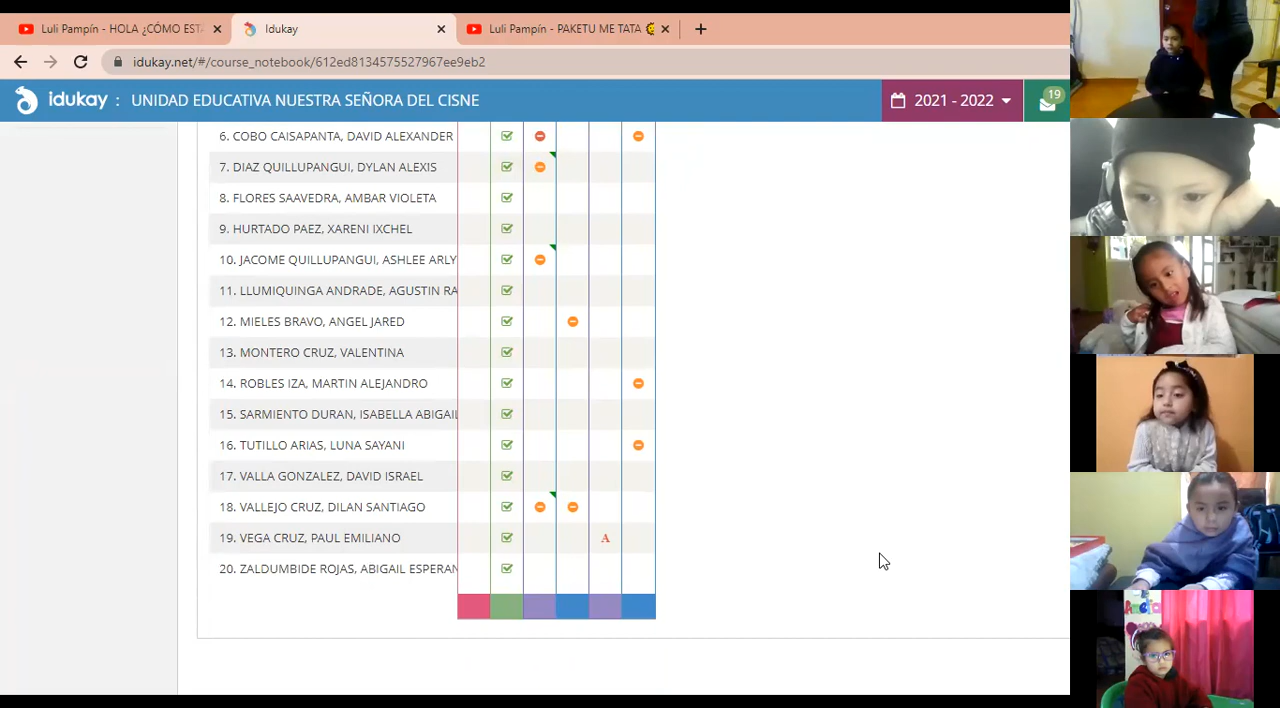 Luli Pampín - HOLA ¿CÓMO EST
Idukay
Luli Pampín - PAKETU ME TATA
idukay.net/#/course_notebook/612ed8134575527967ee9eb2
idukay : UNIDAD EDUCATIVA NUESTRA SEÑORA DEL CISNE
2021 - 2022
19
6. COBO CAISAPANTA, DAVID ALEXANDER
7. DIAZ QUILLUPANGUI, DYLAN ALEXIS
8. FLORES SAAVEDRA, AMBAR VIOLETA
9. HURTADO PAEZ, XARENI IXCHEL
10. JACOME QUILLUPANGUI, ASHLEE ARLY
11. LLUMIQUINGA ANDRADE, AGUSTIN RA
12. MIELES BRAVO, ANGEL JARED
13. MONTERO CRUZ, VALENTINA
14. ROBLES IZA, MARTIN ALEJANDRO
15. SARMIENTO DURAN, ISABELLA ABIGAIL
16. TUTILLO ARIAS, LUNA SAYANI
17. VALLA GONZALEZ, DAVID ISRAEL
18. VALLEJO CRUZ, DILAN SANTIAGO
19. VEGA CRUZ, PAUL EMILIANO A
20. ZALDUMBIDE ROJAS, ABIGAIL ESPERAN